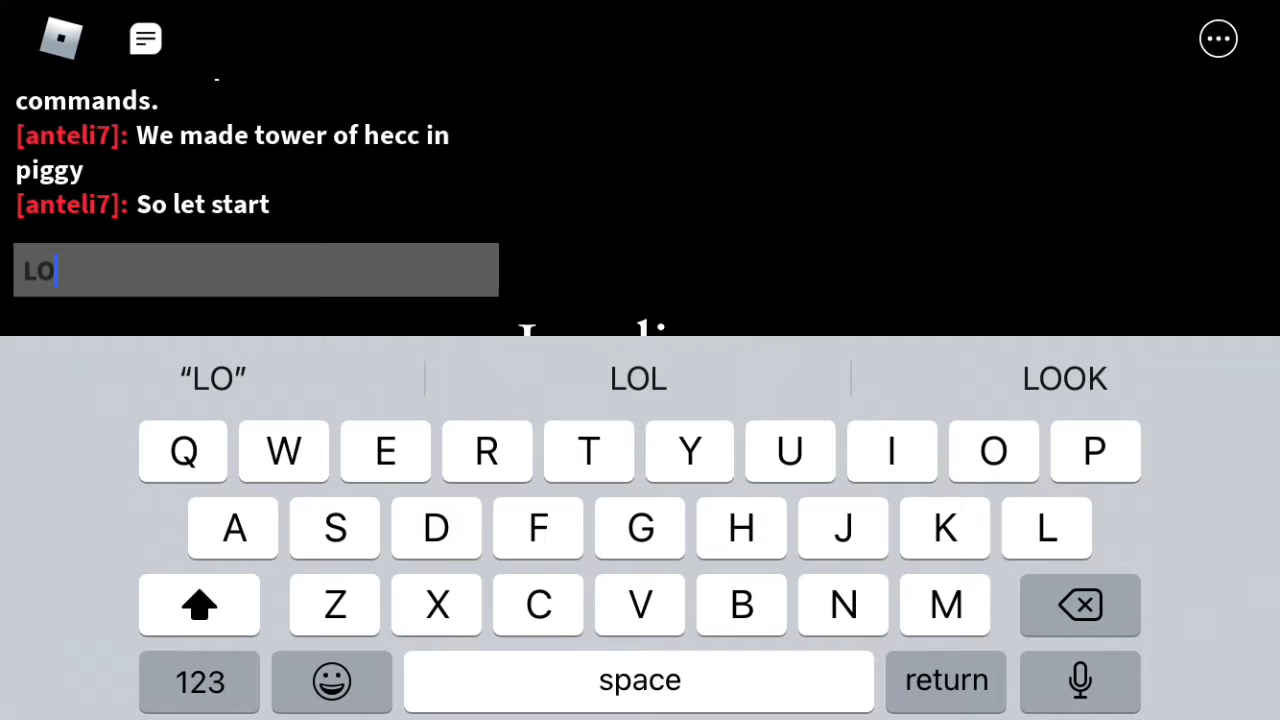 commands.
[anteli7]: We made tower of hecc in
piggy
[anteli7]: So let start
LO
“LO” LOL LOOK
Q W E R T Y U I O P
A S D F G H J K L
Z X C V B N M
123 space return